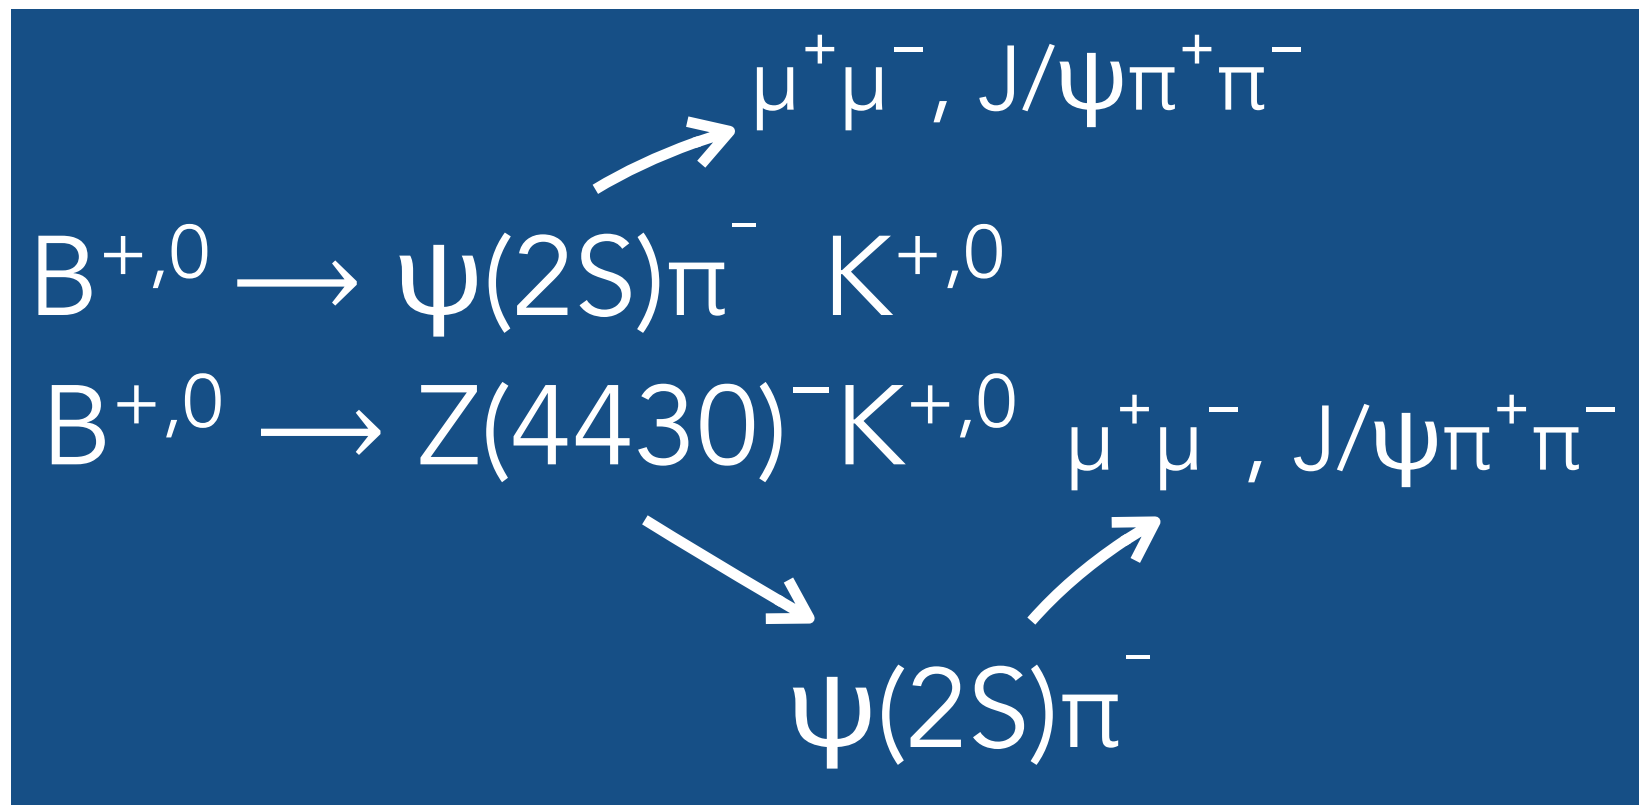 μ⁺μ⁻, J/ψπ⁺π⁻
B⁺,⁰ → ψ(2S)π⁻ K⁺,⁰
B⁺,⁰ → Z(4430)⁻K⁺,⁰
μ⁺μ⁻, J/ψπ⁺π⁻
ψ(2S)π⁻